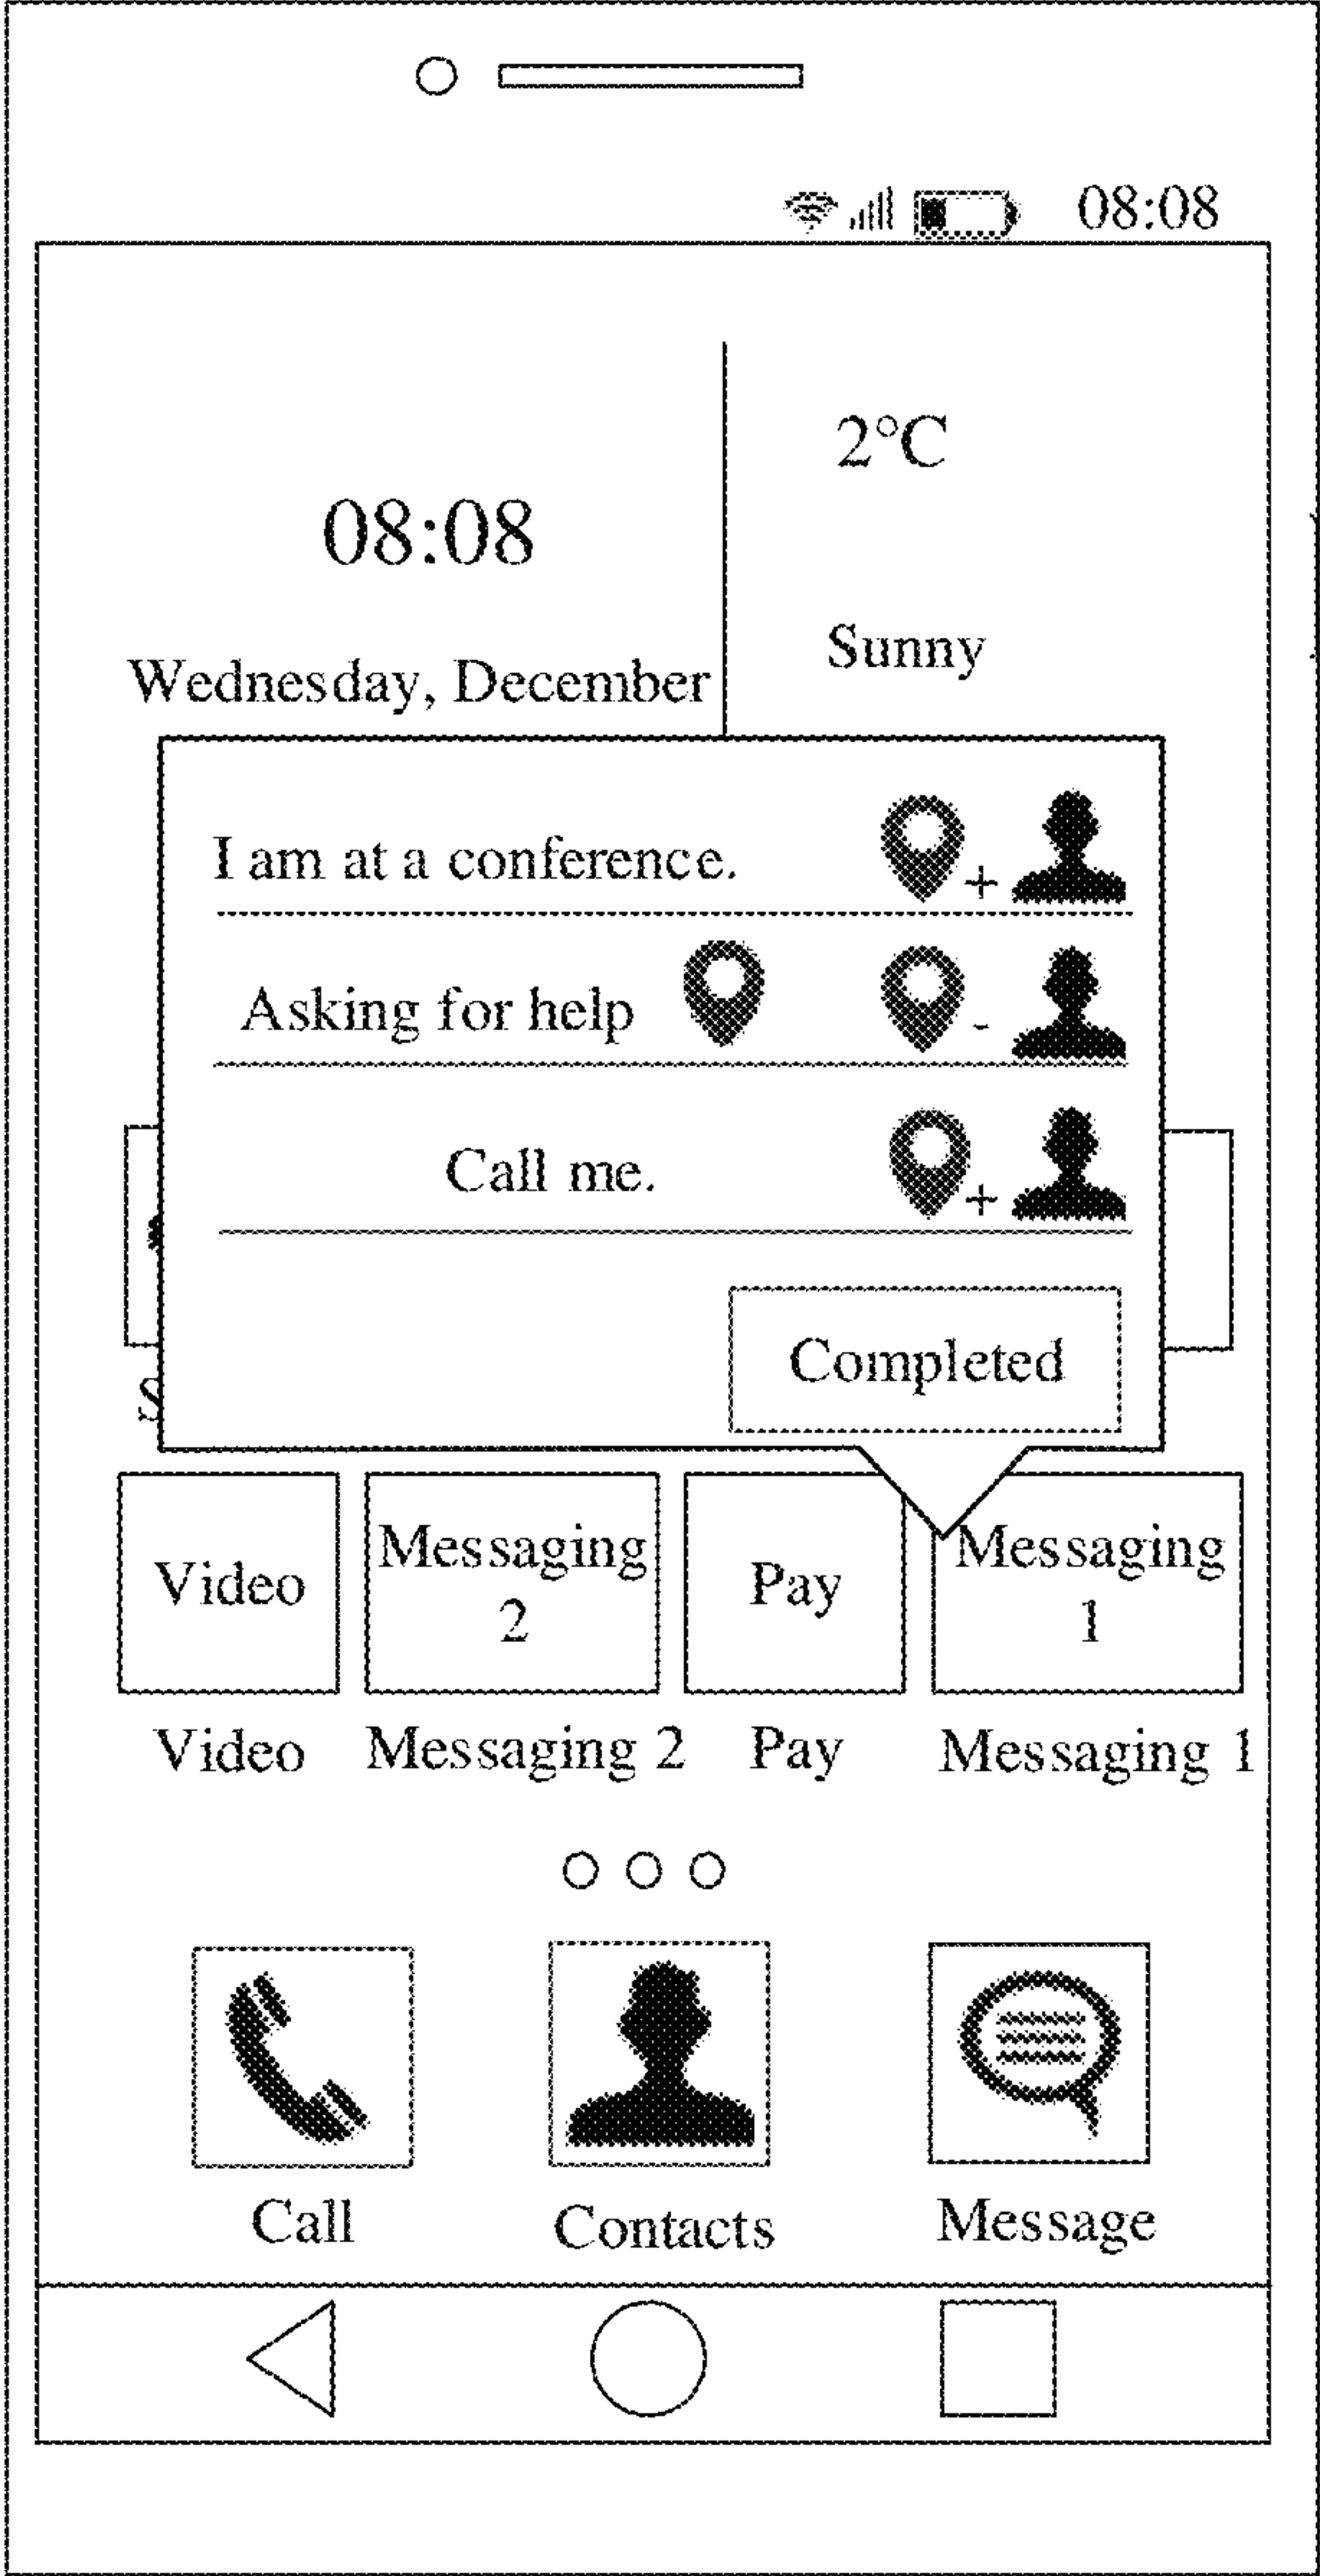 08:08
2°C
08:08
Sunny
Wednesday, December
I am at a conference. +
Asking for help -
Call me. +
Completed
S
Video
Messaging
2
Pay
Messaging
1
Video Messaging 2 Pay Messaging 1
Call Contacts Message